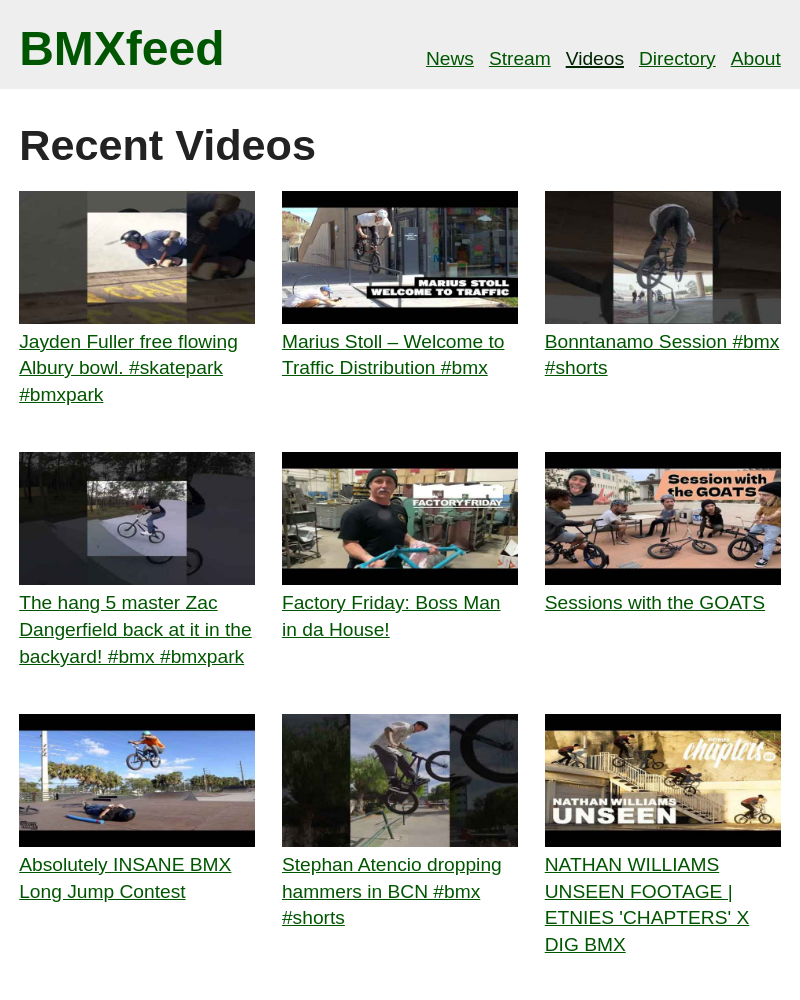 BMXfeed
News Stream Videos Directory About
Recent Videos
MARIUS STOLL
WELCOME TO TRAFFIC
Jayden Fuller free flowing
Albury bowl. #skatepark
#bmxpark
Marius Stoll – Welcome to
Traffic Distribution #bmx
Bonntanamo Session #bmx
#shorts
FACTORY FRIDAY
Session with
the GOATS
The hang 5 master Zac
Dangerfield back at it in the
backyard! #bmx #bmxpark
Factory Friday: Boss Man
in da House!
Sessions with the GOATS
chapters
NATHAN WILLIAMS
UNSEEN
Absolutely INSANE BMX
Long Jump Contest
Stephan Atencio dropping
hammers in BCN #bmx
#shorts
NATHAN WILLIAMS
UNSEEN FOOTAGE |
ETNIES 'CHAPTERS' X
DIG BMX